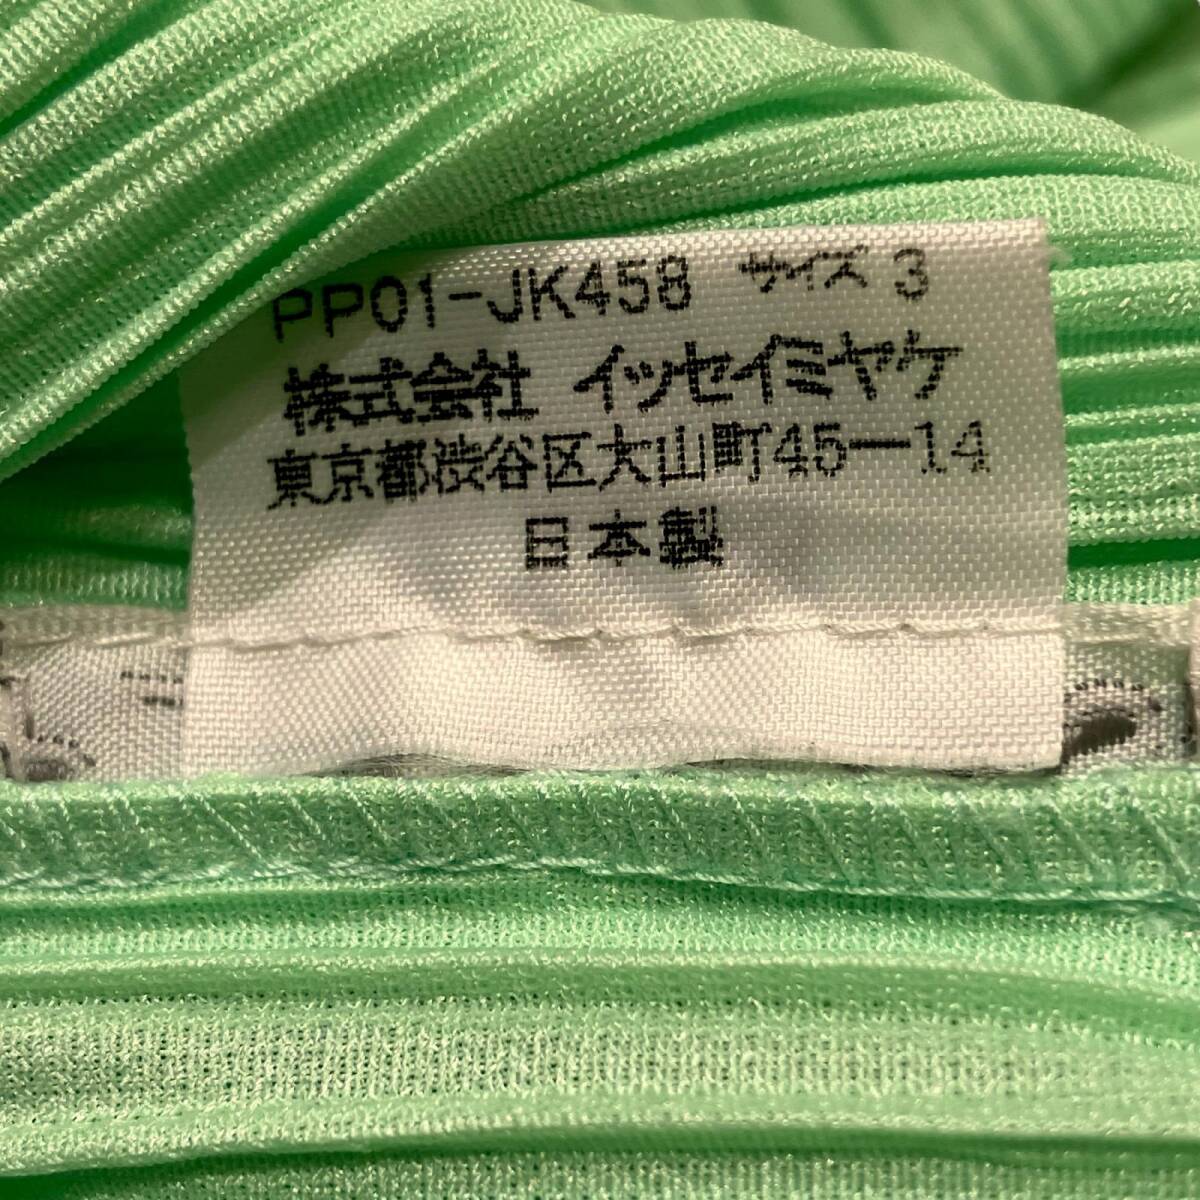 PP01-JK458 サイズ 3
株式会社 イッセイミヤケ
東京都渋谷区大山町45-14
日本製